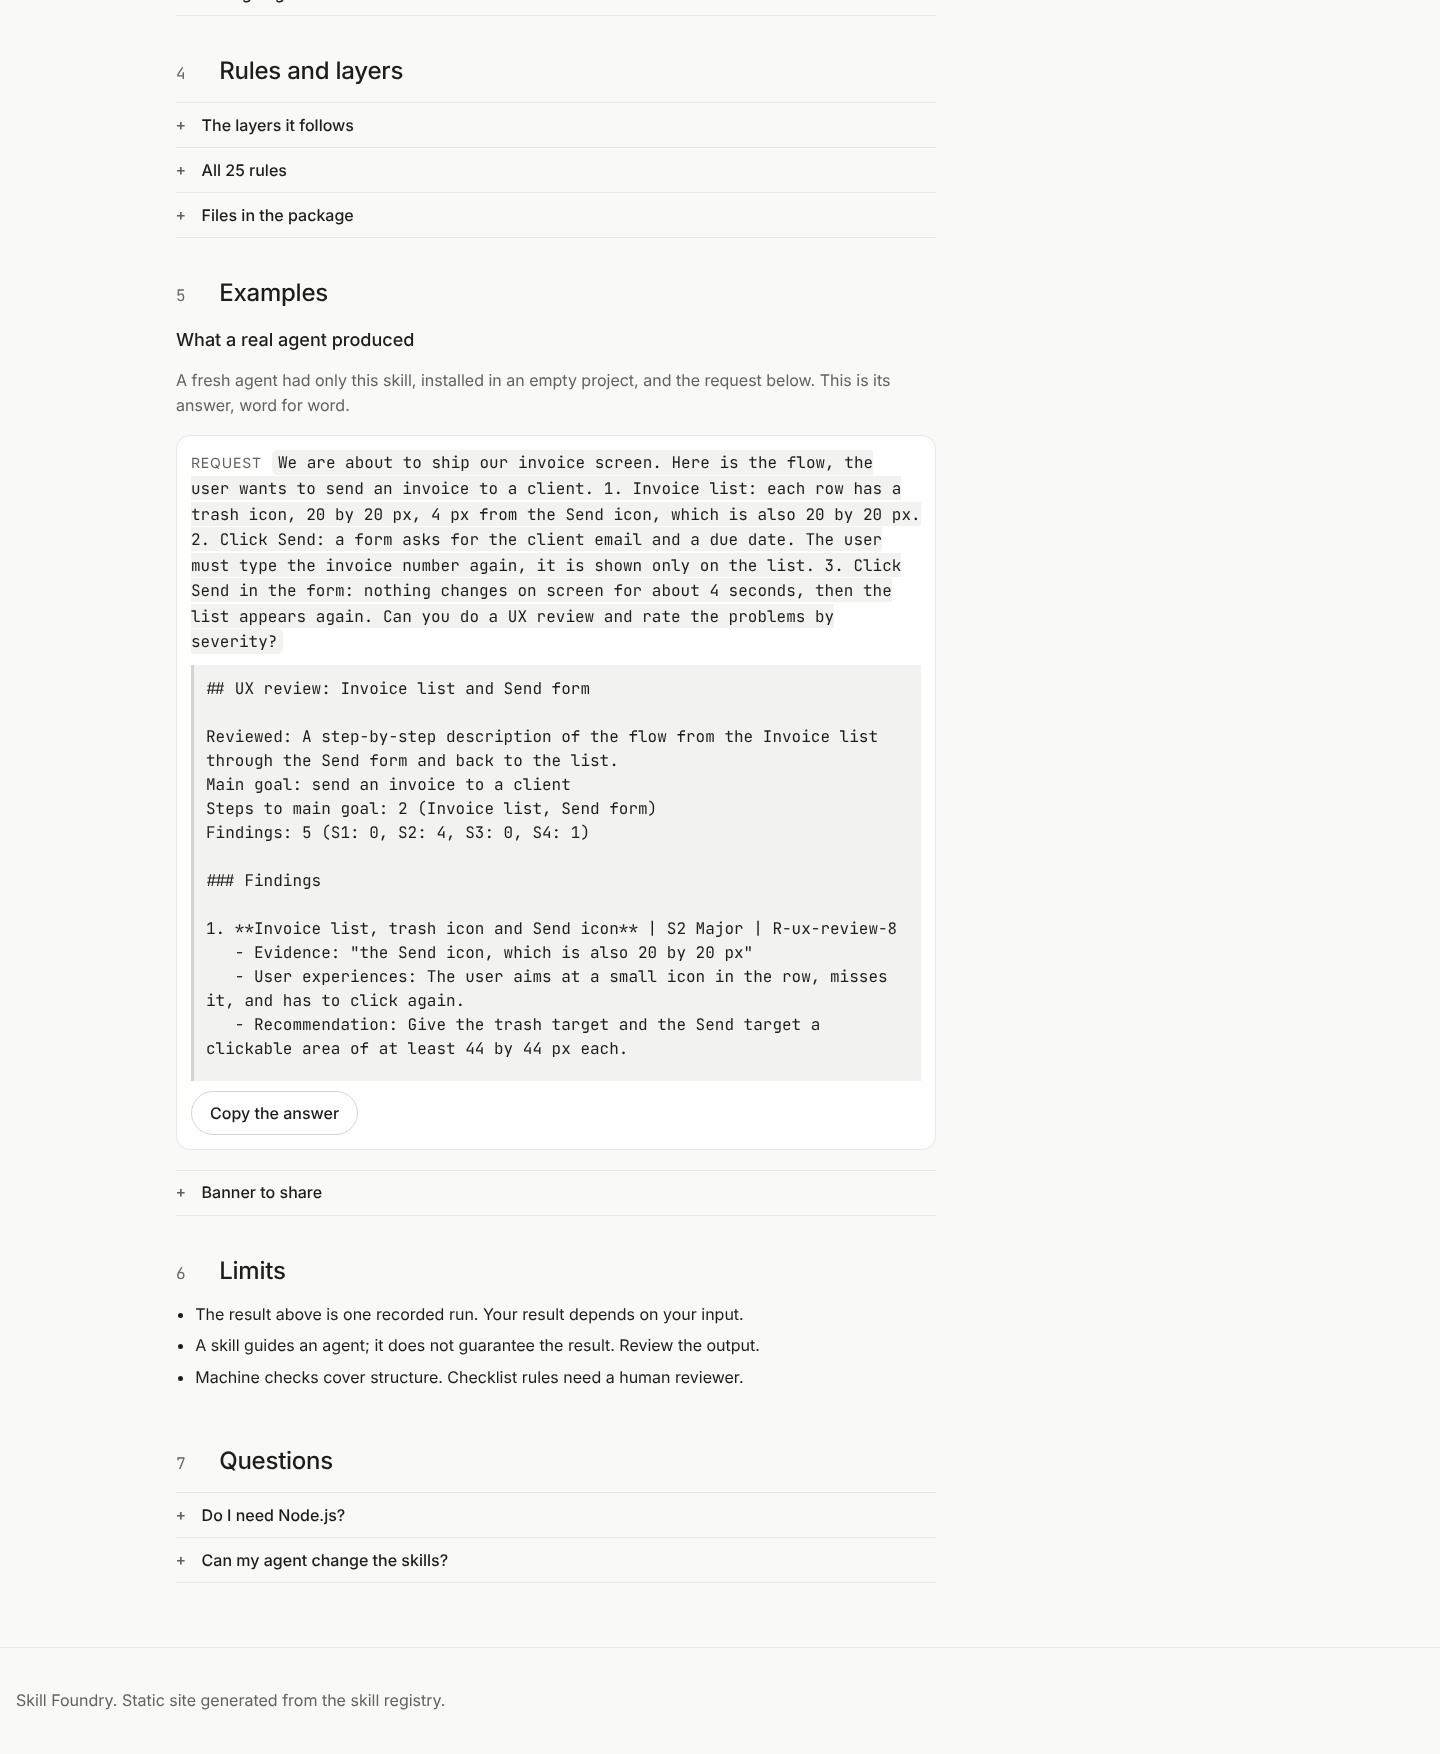 4 Rules and layers
+ The layers it follows
+ All 25 rules
+ Files in the package
5 Examples
What a real agent produced
A fresh agent had only this skill, installed in an empty project, and the request below. This is its
answer, word for word.
REQUEST We are about to ship our invoice screen. Here is the flow, the
user wants to send an invoice to a client. 1. Invoice list: each row has a
trash icon, 20 by 20 px, 4 px from the Send icon, which is also 20 by 20 px.
2. Click Send: a form asks for the client email and a due date. The user
must type the invoice number again, it is shown only on the list. 3. Click
Send in the form: nothing changes on screen for about 4 seconds, then the
list appears again. Can you do a UX review and rate the problems by
severity?
## UX review: Invoice list and Send form
Reviewed: A step-by-step description of the flow from the Invoice list
through the Send form and back to the list.
Main goal: send an invoice to a client
Steps to main goal: 2 (Invoice list, Send form)
Findings: 5 (S1: 0, S2: 4, S3: 0, S4: 1)
### Findings
1. **Invoice list, trash icon and Send icon** | S2 Major | R-ux-review-8
- Evidence: "the Send icon, which is also 20 by 20 px"
- User experiences: The user aims at a small icon in the row, misses
it, and has to click again.
- Recommendation: Give the trash target and the Send target a
clickable area of at least 44 by 44 px each.
Copy the answer
+ Banner to share
6 Limits
• The result above is one recorded run. Your result depends on your input.
• A skill guides an agent; it does not guarantee the result. Review the output.
• Machine checks cover structure. Checklist rules need a human reviewer.
7 Questions
+ Do I need Node.js?
+ Can my agent change the skills?
Skill Foundry. Static site generated from the skill registry.